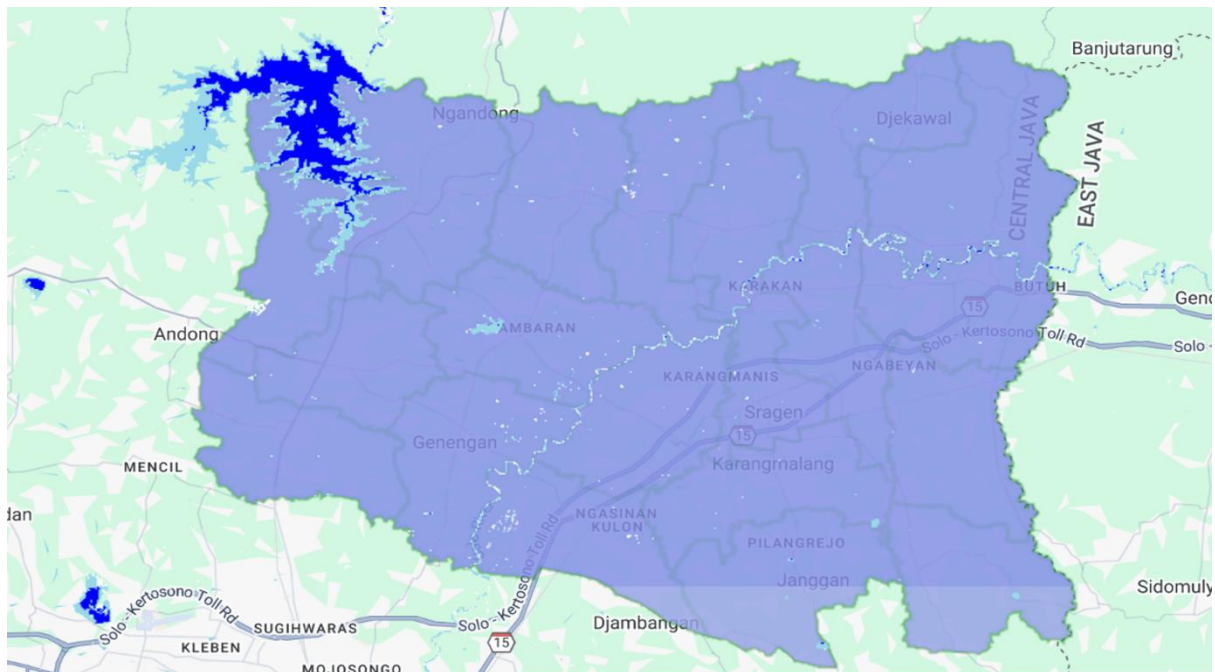 Banjutarung
Ngandong
Djekawal
CENTRAL JAVA
EAST JAVA
KARAKAN
BUTUH
Geno
15
Andong
AMBARAN
Solo - Kertosono Toll Rd
Solo -
NGABEYAN
KARANGMANIS
Sragen
15
Genengan
Karangmalang
MENCIL
dan
NGASINAN
KULON
Solo - Kertosono Toll Rd
PILANGREJO
Janggan
Sidomuly
Solo - Kertosono Toll Rd
SUGIHWARAS
Djambangan
15
KLEBEN
MOJOSONGO